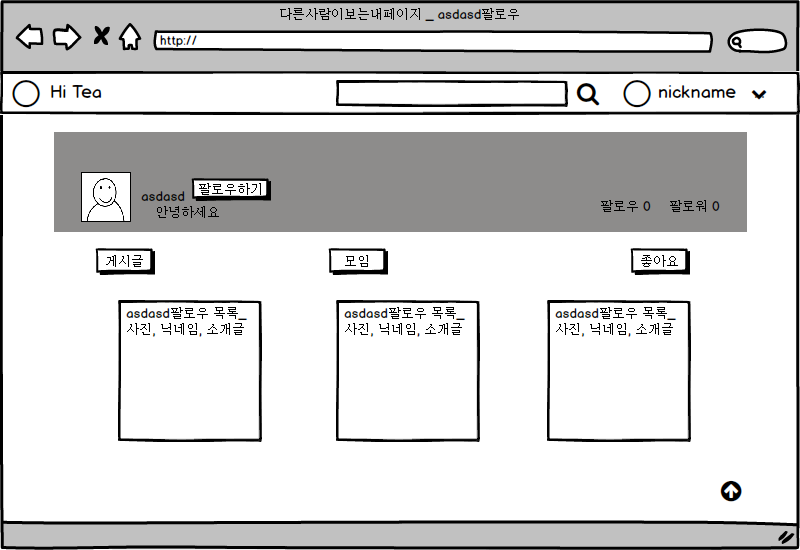 다른사람이보는내페이지 _ asdasd팔로우
http://
Hi Tea
nickname
asdasd
팔로우하기
안녕하세요
팔로우 0
팔로워 0
게시글
모임
좋아요
asdasd팔로우 목록_
사진, 닉네임, 소개글
asdasd팔로우 목록_
사진, 닉네임, 소개글
asdasd팔로우 목록_
사진, 닉네임, 소개글